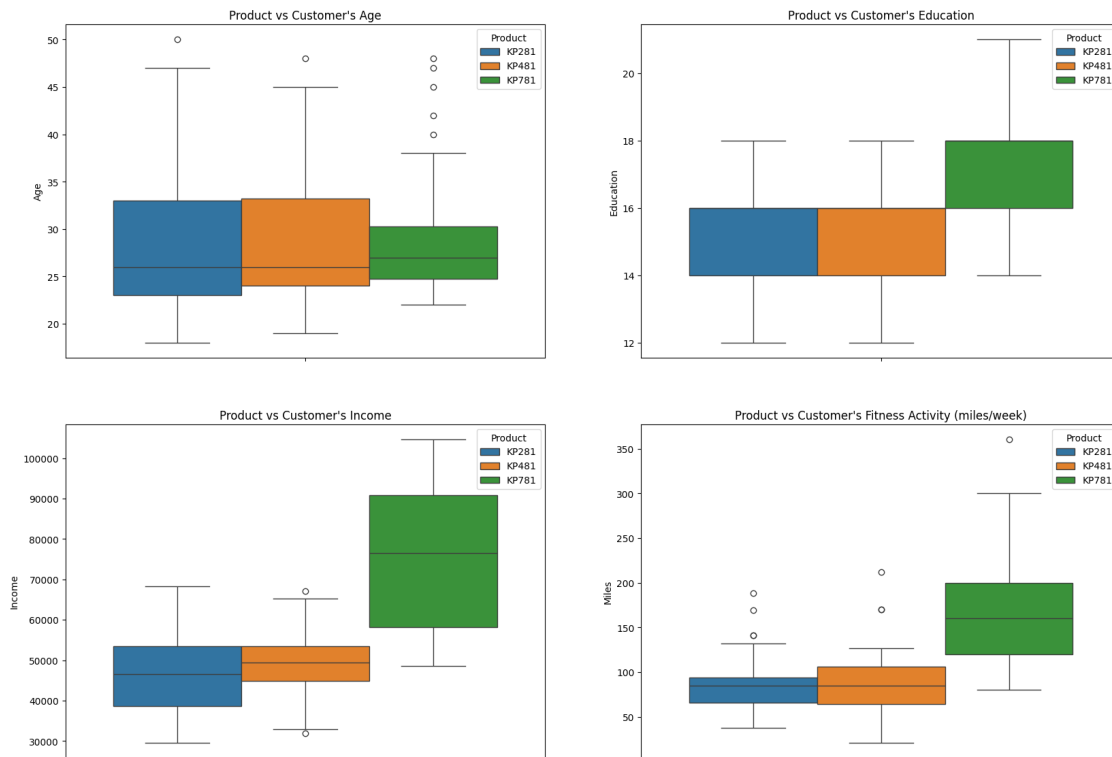 Product vs Customer's Age
50
45
40
35
30
25
20
Age
Product
KP281
KP481
KP781
Product vs Customer's Education
20
18
16
14
12
Education
Product
KP281
KP481
KP781
Product vs Customer's Income
100000
90000
80000
70000
60000
50000
40000
30000
Income
Product
KP281
KP481
KP781
Product vs Customer's Fitness Activity (miles/week)
350
300
250
200
150
100
50
Miles
Product
KP281
KP481
KP781